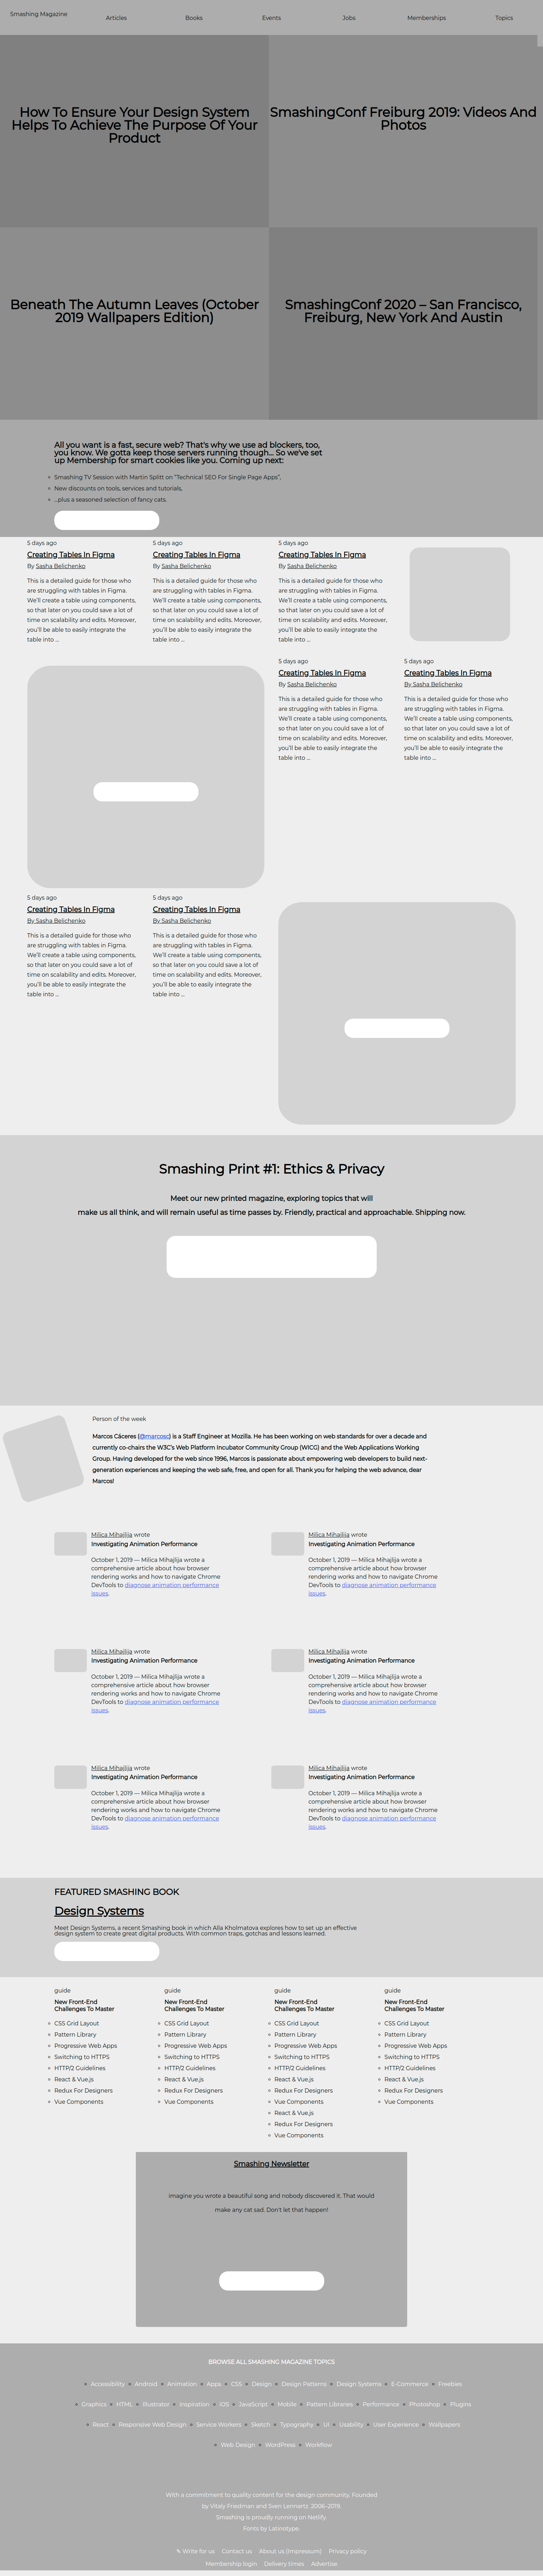 Smashing Magazine
Articles
Books
Events
Jobs
Memberships
Topics
How To Ensure Your Design System
Helps To Achieve The Purpose Of Your
Product
SmashingConf Freiburg 2019: Videos And
Photos
Beneath The Autumn Leaves (October
2019 Wallpapers Edition)
SmashingConf 2020 – San Francisco,
Freiburg, New York And Austin
All you want is a fast, secure web? That's why we use ad blockers, too,
you know. We gotta keep those servers running though... So we've set
up Membership for smart cookies like you. Coming up next:
Smashing TV Session with Martin Splitt on “Technical SEO For Single Page Apps”,
New discounts on tools, services and tutorials.
...plus a seasoned selection of fancy cats.
5 days ago
Creating Tables In Figma
By Sasha Belichenko
This is a detailed guide for those who
are struggling with tables in Figma.
We'll create a table using components,
so that later on you could save a lot of
time on scalability and edits. Moreover,
you'll be able to easily integrate the
table into ...
5 days ago
Creating Tables In Figma
By Sasha Belichenko
This is a detailed guide for those who
are struggling with tables in Figma.
We'll create a table using components,
so that later on you could save a lot of
time on scalability and edits. Moreover,
you'll be able to easily integrate the
table into ...
5 days ago
Creating Tables In Figma
By Sasha Belichenko
This is a detailed guide for those who
are struggling with tables in Figma.
We'll create a table using components,
so that later on you could save a lot of
time on scalability and edits. Moreover,
you'll be able to easily integrate the
table into ...
5 days ago
Creating Tables In Figma
By Sasha Belichenko
This is a detailed guide for those who
are struggling with tables in Figma.
We'll create a table using components,
so that later on you could save a lot of
time on scalability and edits. Moreover,
you'll be able to easily integrate the
table into ...
5 days ago
Creating Tables In Figma
By Sasha Belichenko
This is a detailed guide for those who
are struggling with tables in Figma.
We'll create a table using components,
so that later on you could save a lot of
time on scalability and edits. Moreover,
you'll be able to easily integrate the
table into ...
5 days ago
Creating Tables In Figma
By Sasha Belichenko
This is a detailed guide for those who
are struggling with tables in Figma.
We'll create a table using components,
so that later on you could save a lot of
time on scalability and edits. Moreover,
you'll be able to easily integrate the
table into ...
5 days ago
Creating Tables In Figma
By Sasha Belichenko
This is a detailed guide for those who
are struggling with tables in Figma.
We'll create a table using components,
so that later on you could save a lot of
time on scalability and edits. Moreover,
you'll be able to easily integrate the
table into ...
Smashing Print #1: Ethics & Privacy
Meet our new printed magazine, exploring topics that will
make us all think, and will remain useful as time passes by. Friendly, practical and approachable. Shipping now.
Person of the week
Marcos Cáceres (@marcosc) is a Staff Engineer at Mozilla. He has been working on web standards for over a decade and
currently co-chairs the W3C's Web Platform Incubator Community Group (WICG) and the Web Applications Working
Group. Having developed for the web since 1996, Marcos is passionate about empowering web developers to build next-
generation experiences and keeping the web safe, free, and open for all. Thank you for helping the web advance, dear
Marcos!
Milica Mihajlija wrote
Investigating Animation Performance
October 1, 2019 — Milica Mihajlija wrote a
comprehensive article about how browser
rendering works and how to navigate Chrome
DevTools to diagnose animation performance
issues.
Milica Mihajlija wrote
Investigating Animation Performance
October 1, 2019 — Milica Mihajlija wrote a
comprehensive article about how browser
rendering works and how to navigate Chrome
DevTools to diagnose animation performance
issues.
Milica Mihajlija wrote
Investigating Animation Performance
October 1, 2019 — Milica Mihajlija wrote a
comprehensive article about how browser
rendering works and how to navigate Chrome
DevTools to diagnose animation performance
issues.
Milica Mihajlija wrote
Investigating Animation Performance
October 1, 2019 — Milica Mihajlija wrote a
comprehensive article about how browser
rendering works and how to navigate Chrome
DevTools to diagnose animation performance
issues.
Milica Mihajlija wrote
Investigating Animation Performance
October 1, 2019 — Milica Mihajlija wrote a
comprehensive article about how browser
rendering works and how to navigate Chrome
DevTools to diagnose animation performance
issues.
Milica Mihajlija wrote
Investigating Animation Performance
October 1, 2019 — Milica Mihajlija wrote a
comprehensive article about how browser
rendering works and how to navigate Chrome
DevTools to diagnose animation performance
issues.
FEATURED SMASHING BOOK
Design Systems
Meet Design Systems, a recent Smashing book in which Alla Kholmatova explores how to set up an effective
design system to create great digital products. With common traps, gotchas and lessons learned.
guide
New Front-End
Challenges To Master
CSS Grid Layout
Pattern Library
Progressive Web Apps
Switching to HTTPS
HTTP/2 Guidelines
React & Vue.js
Redux For Designers
Vue Components
guide
New Front-End
Challenges To Master
CSS Grid Layout
Pattern Library
Progressive Web Apps
Switching to HTTPS
HTTP/2 Guidelines
React & Vue.js
Redux For Designers
Vue Components
guide
New Front-End
Challenges To Master
CSS Grid Layout
Pattern Library
Progressive Web Apps
Switching to HTTPS
HTTP/2 Guidelines
React & Vue.js
Redux For Designers
Vue Components
React & Vue.js
Redux For Designers
Vue Components
guide
New Front-End
Challenges To Master
CSS Grid Layout
Pattern Library
Progressive Web Apps
Switching to HTTPS
HTTP/2 Guidelines
React & Vue.js
Redux For Designers
Vue Components
Smashing Newsletter
imagine you wrote a beautiful song and nobody discovered it. That would
make any cat sad. Don't let that happen!
BROWSE ALL SMASHING MAGAZINE TOPICS
Accessibility Android Animation Apps CSS Design Design Patterns Design Systems E-Commerce Freebies
Graphics HTML Illustrator Inspiration iOS JavaScript Mobile Pattern Libraries Performance Photoshop Plugins
React Responsive Web Design Service Workers Sketch Typography UI Usability User Experience Wallpapers
Web Design WordPress Workflow
With a commitment to quality content for the design community. Founded
by Vitaly Friedman and Sven Lennartz. 2006–2019.
Smashing is proudly running on Netlify.
Fonts by Latinotype.
✎ Write for us Contact us About us (Impressum) Privacy policy
Membership login Delivery times Advertise